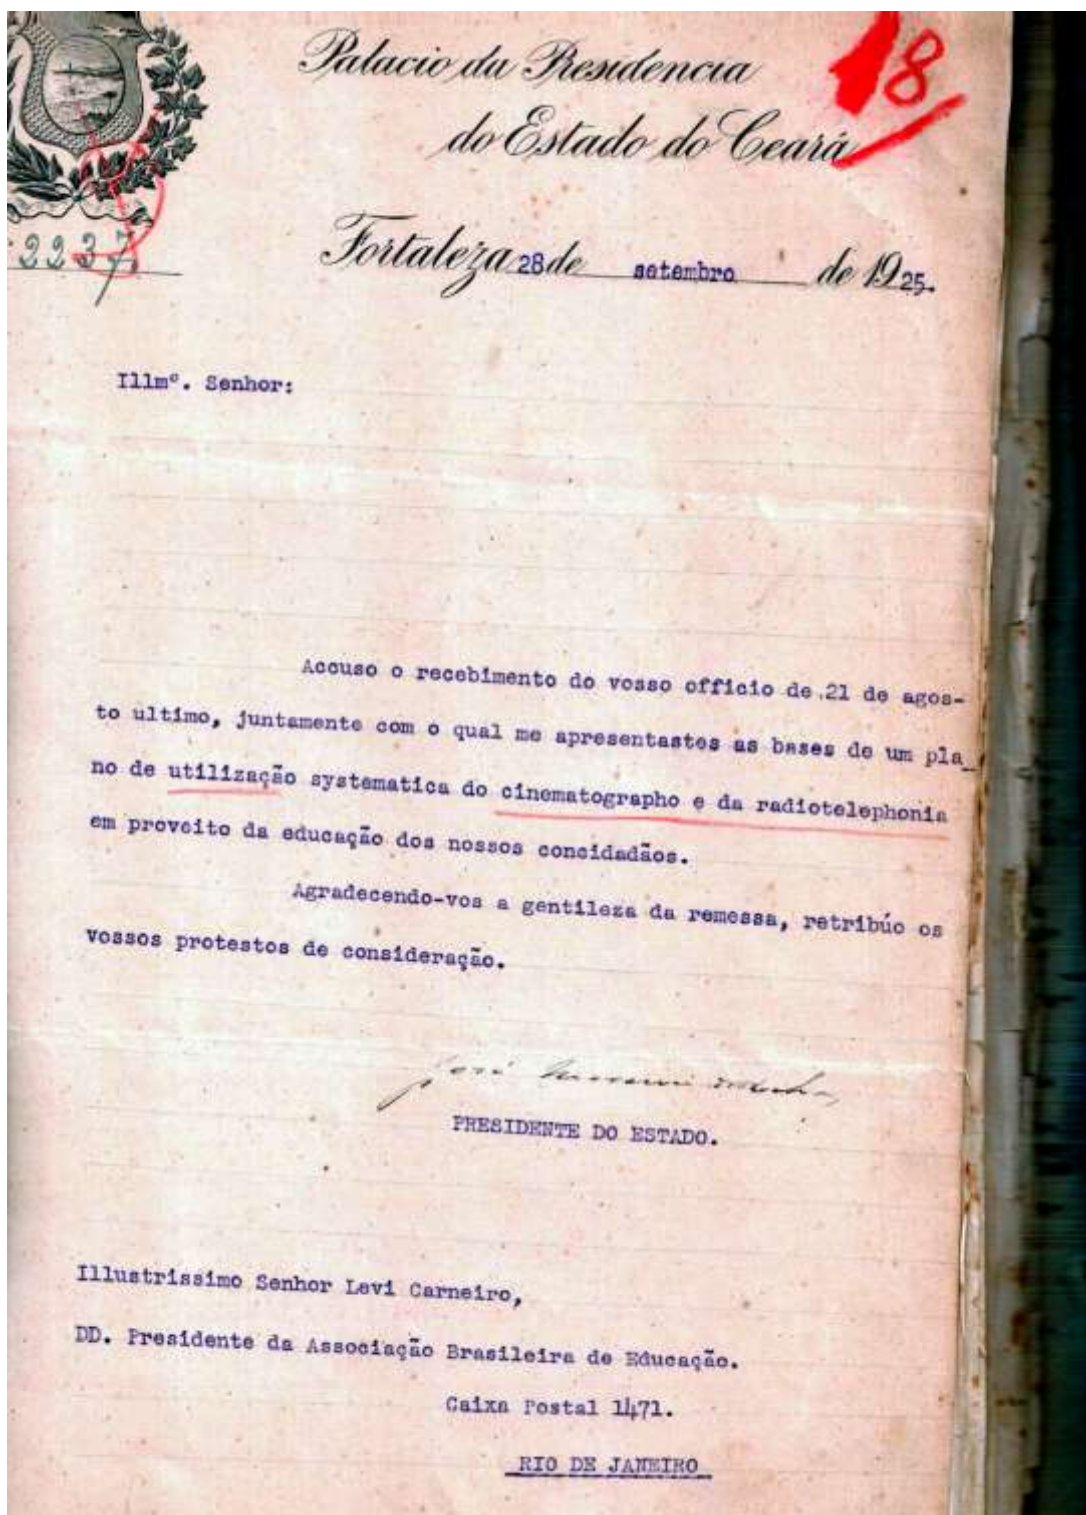 Palacio da Presidencia
18
do Estado do Ceará
2237
Fortaleza 28 de setembro de 1925.
Illmº. Senhor:
Accuso o recebimento do vosso officio de 21 de agos-
to ultimo, juntamente com o qual me apresentastes as bases de um pla_
no de utilização systematica do cinematographo e da radiotelephonia
em proveito da educação dos nossos concidadãos.
Agradecendo-vos a gentileza da remessa, retribúo os
vossos protestos de consideração.
José
PRESIDENTE DO ESTADO.
Illustrissimo Senhor Levi Carneiro,
DD. Presidente da Associação Brasileira de Educação.
Caixa Postal 1471.
RIO DE JANEIRO